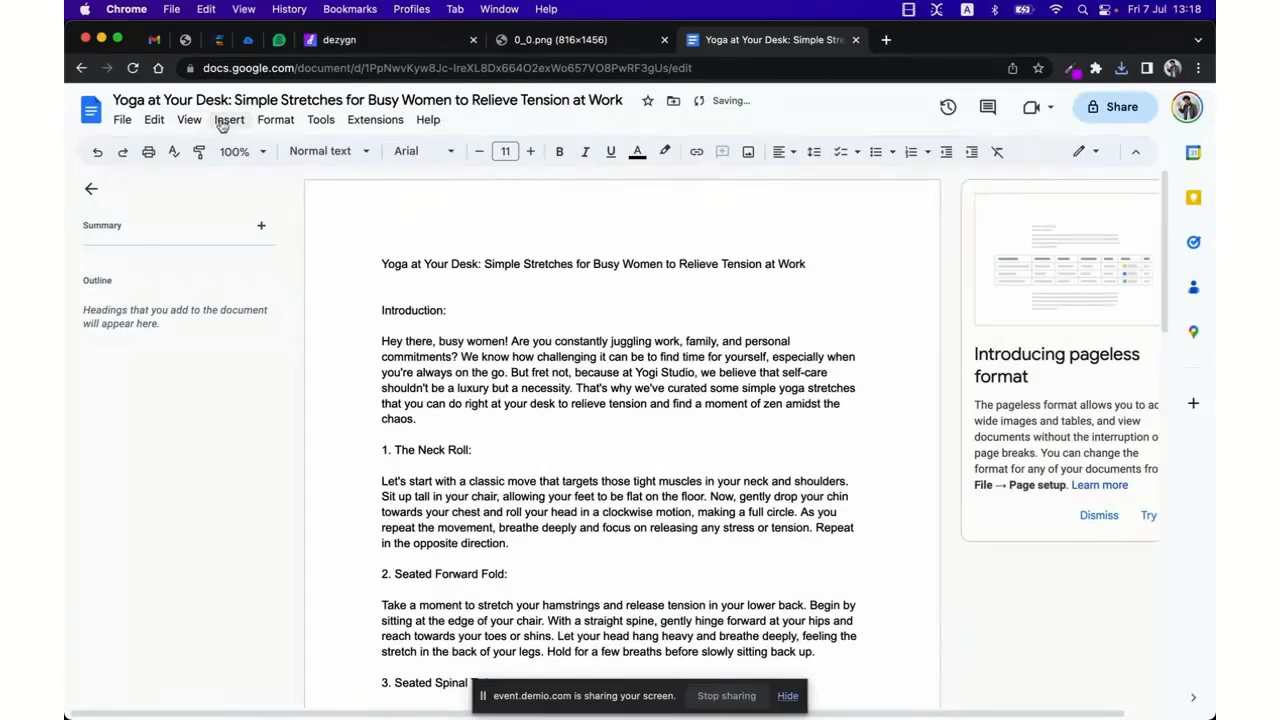 Chrome File Edit View History Bookmarks Profiles Tab Window Help A Fri 7 Jul 13:18
dezygn 0_0.png (816×1456) Yoga at Your Desk: Simple Stre
docs.google.com/document/d/1PpNwvKyw8Jc-IreXL8Dx664O2exWo657VO8PwRF3gUs/edit
Yoga at Your Desk: Simple Stretches for Busy Women to Relieve Tension at Work Saving...
File Edit View Insert Format Tools Extensions Help
Share
100% Normal text Arial 11 B I U A
Summary
Outline
Headings that you add to the document
will appear here.
Yoga at Your Desk: Simple Stretches for Busy Women to Relieve Tension at Work
Introduction:
Hey there, busy women! Are you constantly juggling work, family, and personal
commitments? We know how challenging it can be to find time for yourself, especially when
you're always on the go. But fret not, because at Yogi Studio, we believe that self-care
shouldn't be a luxury but a necessity. That's why we've curated some simple yoga stretches
that you can do right at your desk to relieve tension and find a moment of zen amidst the
chaos.
1. The Neck Roll:
Let's start with a classic move that targets those tight muscles in your neck and shoulders.
Sit up tall in your chair, allowing your feet to be flat on the floor. Now, gently drop your chin
towards your chest and roll your head in a clockwise motion, making a full circle. As you
repeat the movement, breathe deeply and focus on releasing any stress or tension. Repeat
in the opposite direction.
2. Seated Forward Fold:
Take a moment to stretch your hamstrings and release tension in your lower back. Begin by
sitting at the edge of your chair. With a straight spine, gently hinge forward at your hips and
reach towards your toes or shins. Let your head hang heavy and breathe deeply, feeling the
stretch in the back of your legs. Hold for a few breaths before slowly sitting back up.
3. Seated Spinal
Introducing pageless
format
The pageless format allows you to ac
wide images and tables, and view
documents without the interruption o
page breaks. You can change the
format for any of your documents fro
File → Page setup. Learn more
Dismiss Try
event.demio.com is sharing your screen. Stop sharing Hide